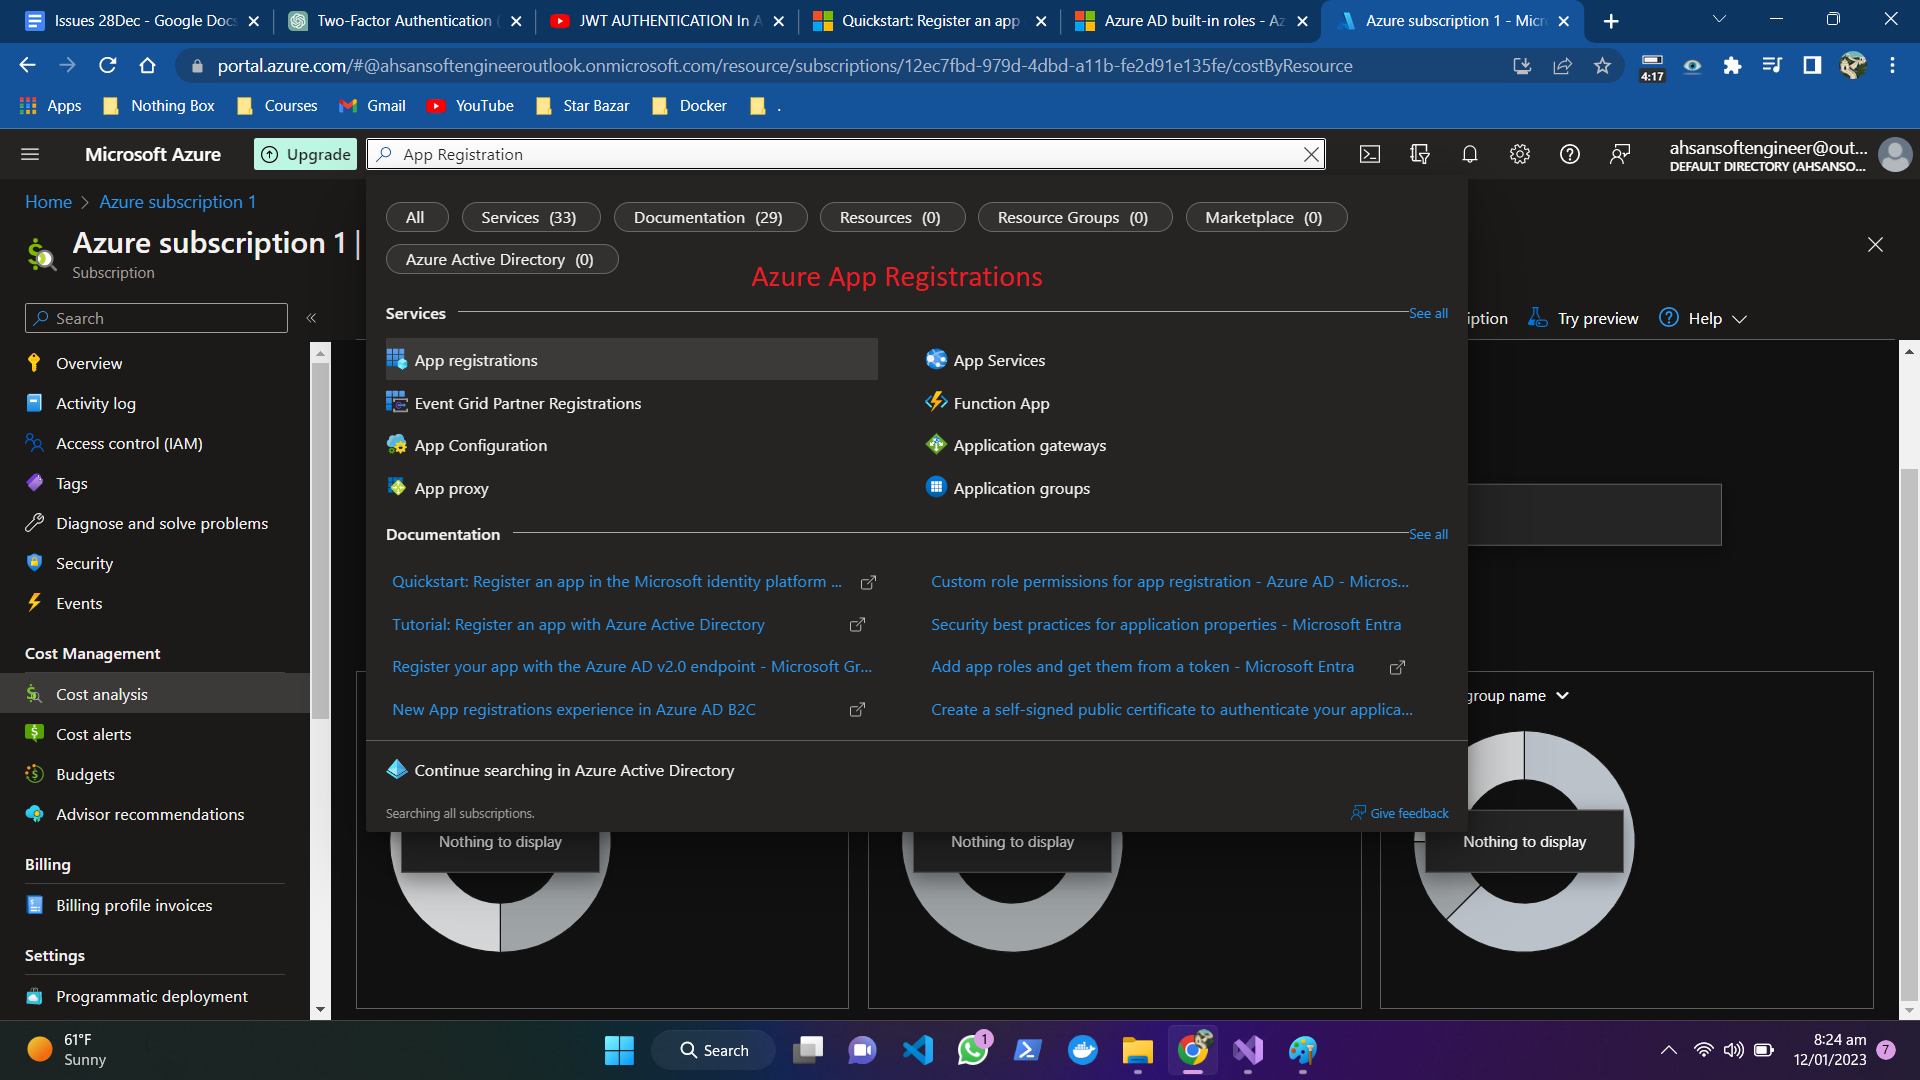 Issues 28Dec - Google Docs
Two-Factor Authentication (
JWT AUTHENTICATION In A
Quickstart: Register an app
Azure AD built-in roles - Az
Azure subscription 1 - Micr
portal.azure.com/#@ahsansoftengineeroutlook.onmicrosoft.com/resource/subscriptions/12ec7fbd-979d-4dbd-a11b-fe2d91e135fe/costByResource
4:17
Apps
Nothing Box
Courses
Gmail
YouTube
Star Bazar
Docker
.
Microsoft Azure
Upgrade
App Registration
ahsansoftengineer@out...
DEFAULT DIRECTORY (AHSANSO...
Home > Azure subscription 1
Azure subscription 1 |
Subscription
Search
«
Overview
Activity log
Access control (IAM)
Tags
Diagnose and solve problems
Security
Events
Cost Management
Cost analysis
Cost alerts
Budgets
Advisor recommendations
Billing
Billing profile invoices
Settings
Programmatic deployment
All
Services (33)
Documentation (29)
Resources (0)
Resource Groups (0)
Marketplace (0)
Azure Active Directory (0)
Azure App Registrations
Services
See all
App registrations
App Services
Event Grid Partner Registrations
Function App
App Configuration
Application gateways
App proxy
Application groups
Documentation
See all
Quickstart: Register an app in the Microsoft identity platform ...
Custom role permissions for app registration - Azure AD - Micros...
Tutorial: Register an app with Azure Active Directory
Security best practices for application properties - Microsoft Entra
Register your app with the Azure AD v2.0 endpoint - Microsoft Gr...
Add app roles and get them from a token - Microsoft Entra
New App registrations experience in Azure AD B2C
Create a self-signed public certificate to authenticate your applica...
Continue searching in Azure Active Directory
Searching all subscriptions.
Give feedback
iption
Try preview
Help
group name
Nothing to display
Nothing to display
Nothing to display
61°F
Sunny
Search
1
8:24 am
12/01/2023
7